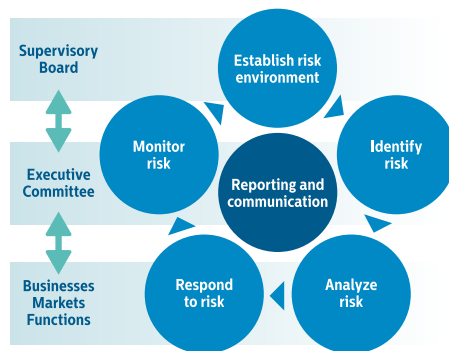 Supervisory
Board
Establish risk
environment
Monitor
risk
Identify
risk
Executive
Committee
Reporting and
communication
Businesses
Markets
Functions
Respond
to risk
Analyze
risk